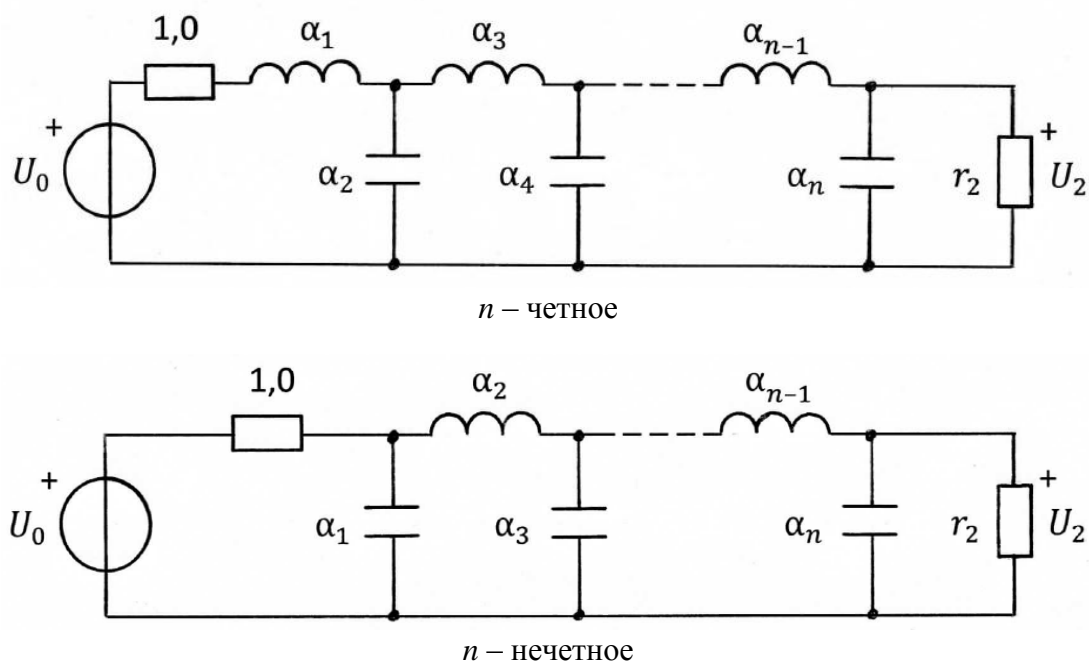 1,0 α₁ α₃ αₙ₋₁
+ +
U₀ α₂ α₄ αₙ r₂ U₂
n – четное
1,0 α₂ αₙ₋₁
+ +
U₀ α₁ α₃ αₙ r₂ U₂
n – нечетное